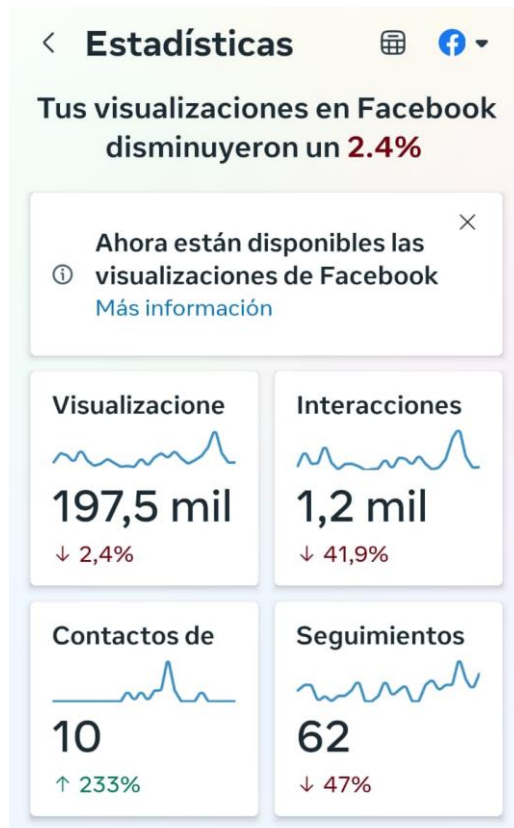 Estadísticas
Tus visualizaciones en Facebook
disminuyeron un 2.4%
Ahora están disponibles las
visualizaciones de Facebook
Más información
Visualizacione
197,5 mil
↓ 2,4%
Interacciones
1,2 mil
↓ 41,9%
Contactos de
10
↑ 233%
Seguimientos
62
↓ 47%